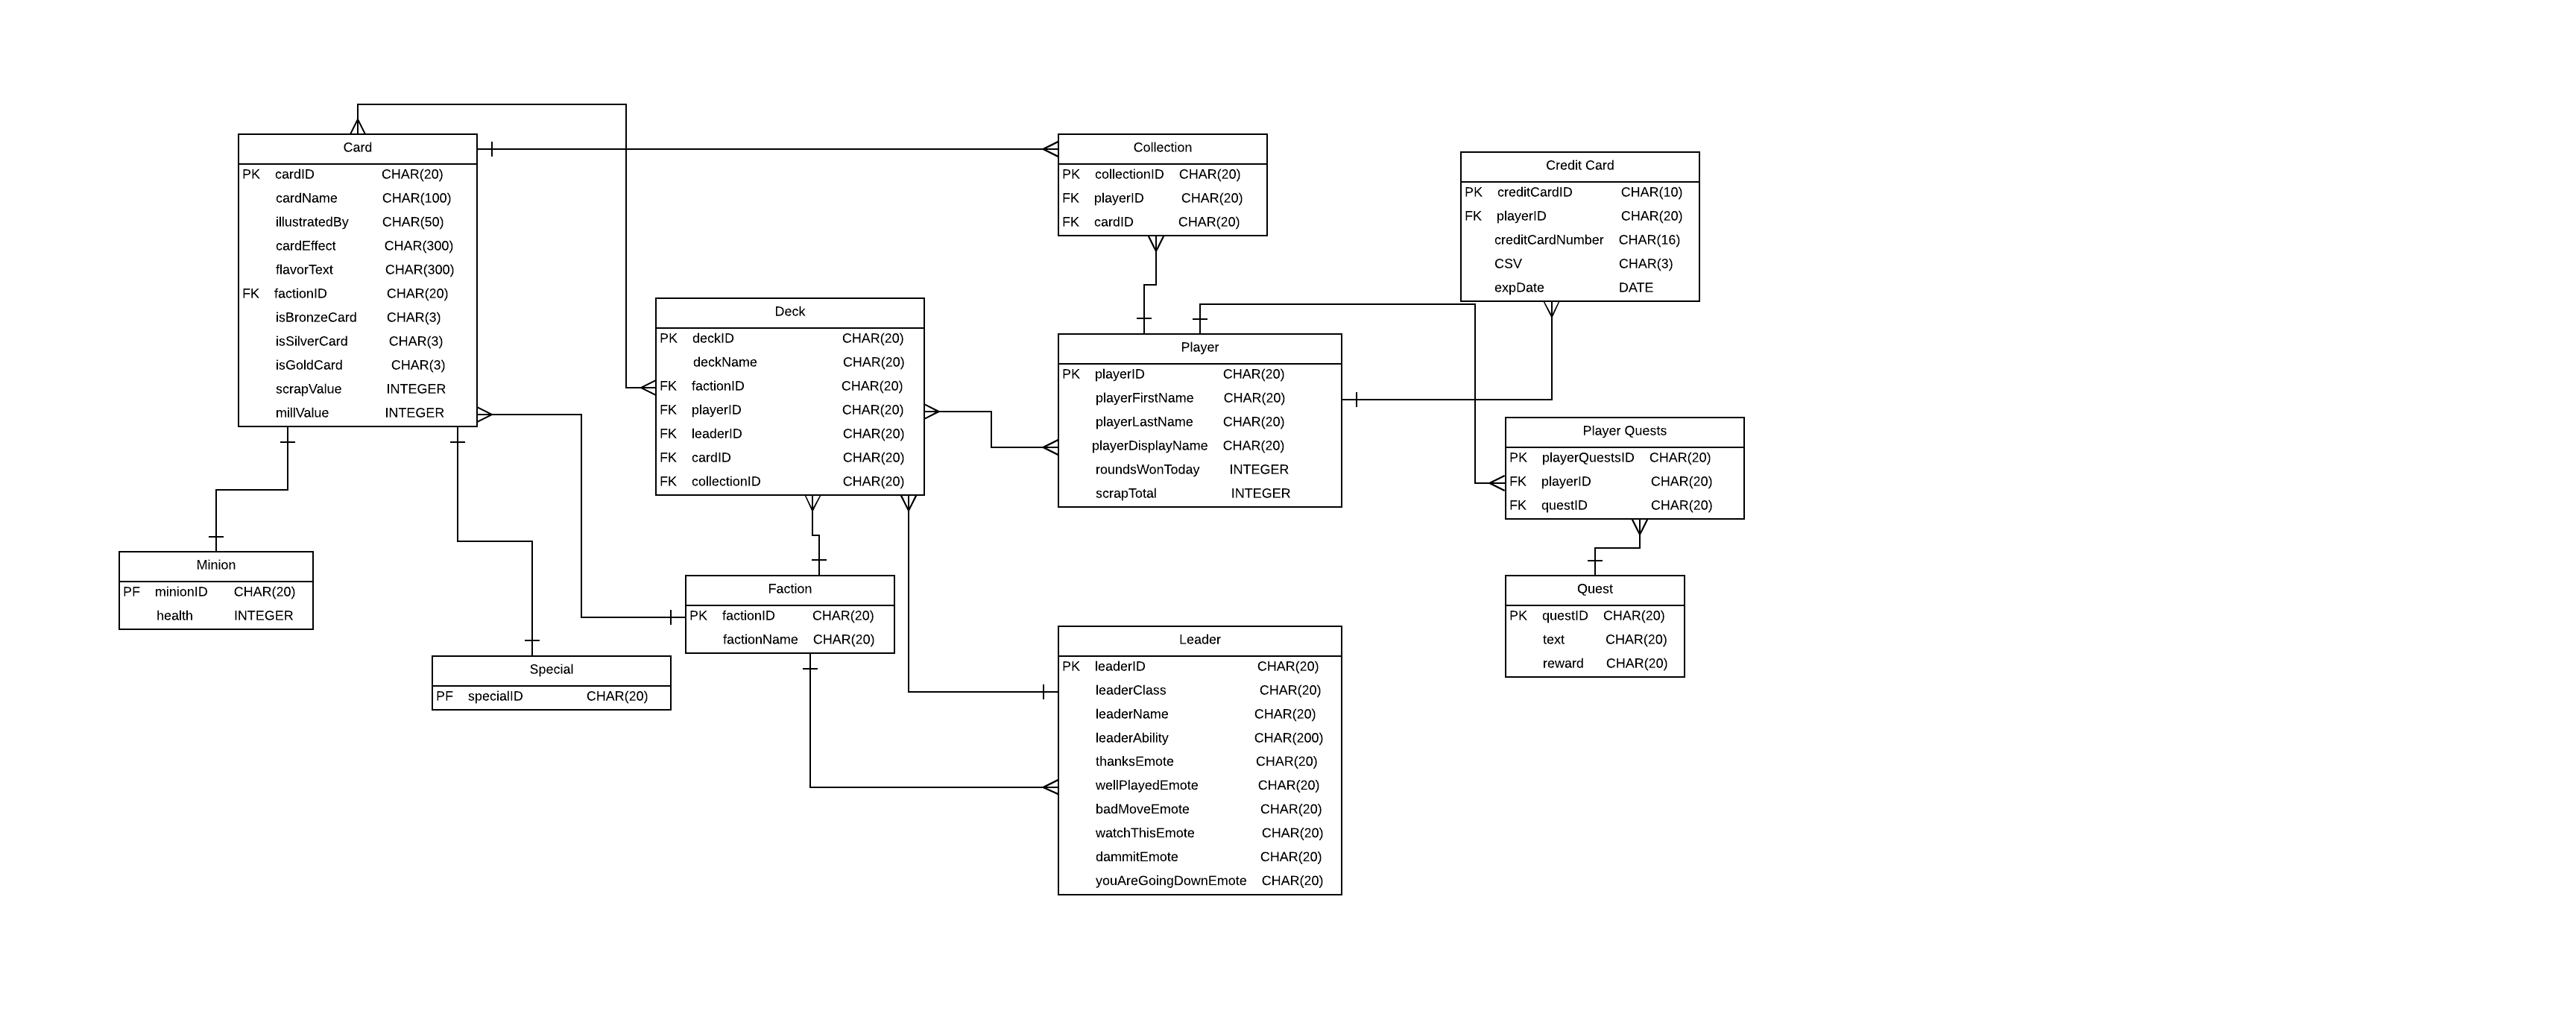 Card
PK cardID CHAR(20)
cardName CHAR(100)
illustratedBy CHAR(50)
cardEffect CHAR(300)
flavorText CHAR(300)
FK factionID CHAR(20)
isBronzeCard CHAR(3)
isSilverCard CHAR(3)
isGoldCard CHAR(3)
scrapValue INTEGER
millValue INTEGER
Collection
PK collectionID CHAR(20)
FK playerID CHAR(20)
FK cardID CHAR(20)
Credit Card
PK creditCardID CHAR(10)
FK playerID CHAR(20)
creditCardNumber CHAR(16)
CSV CHAR(3)
expDate DATE
Deck
PK deckID CHAR(20)
deckName CHAR(20)
FK factionID CHAR(20)
FK playerID CHAR(20)
FK leaderID CHAR(20)
FK cardID CHAR(20)
FK collectionID CHAR(20)
Player
PK playerID CHAR(20)
playerFirstName CHAR(20)
playerLastName CHAR(20)
playerDisplayName CHAR(20)
roundsWonToday INTEGER
scrapTotal INTEGER
Player Quests
PK playerQuestsID CHAR(20)
FK playerID CHAR(20)
FK questID CHAR(20)
Minion
PF minionID CHAR(20)
health INTEGER
Special
PF specialID CHAR(20)
Faction
PK factionID CHAR(20)
factionName CHAR(20)
Leader
PK leaderID CHAR(20)
leaderClass CHAR(20)
leaderName CHAR(20)
leaderAbility CHAR(200)
thanksEmote CHAR(20)
wellPlayedEmote CHAR(20)
badMoveEmote CHAR(20)
watchThisEmote CHAR(20)
dammitEmote CHAR(20)
youAreGoingDownEmote CHAR(20)
Quest
PK questID CHAR(20)
text CHAR(20)
reward CHAR(20)